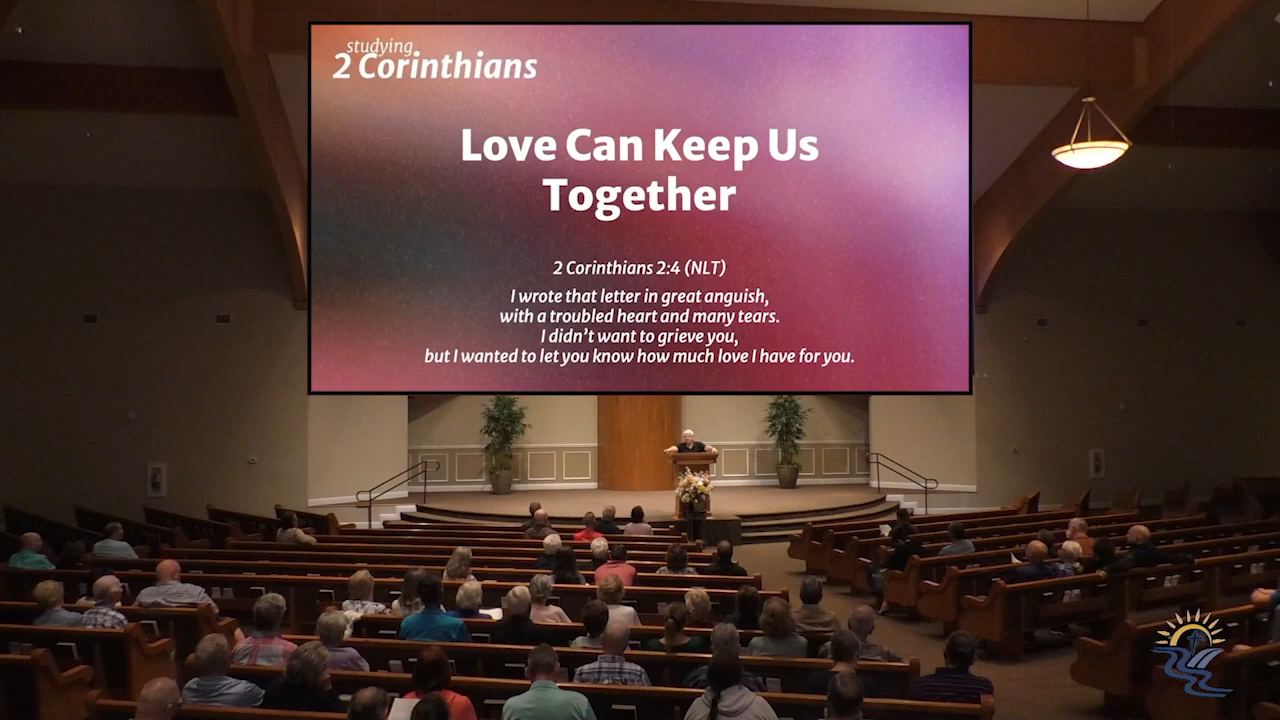 studying
2 Corinthians
Love Can Keep Us
Together
2 Corinthians 2:4 (NLT)
I wrote that letter in great anguish,
with a troubled heart and many tears.
I didn't want to grieve you,
but I wanted to let you know how much love I have for you.